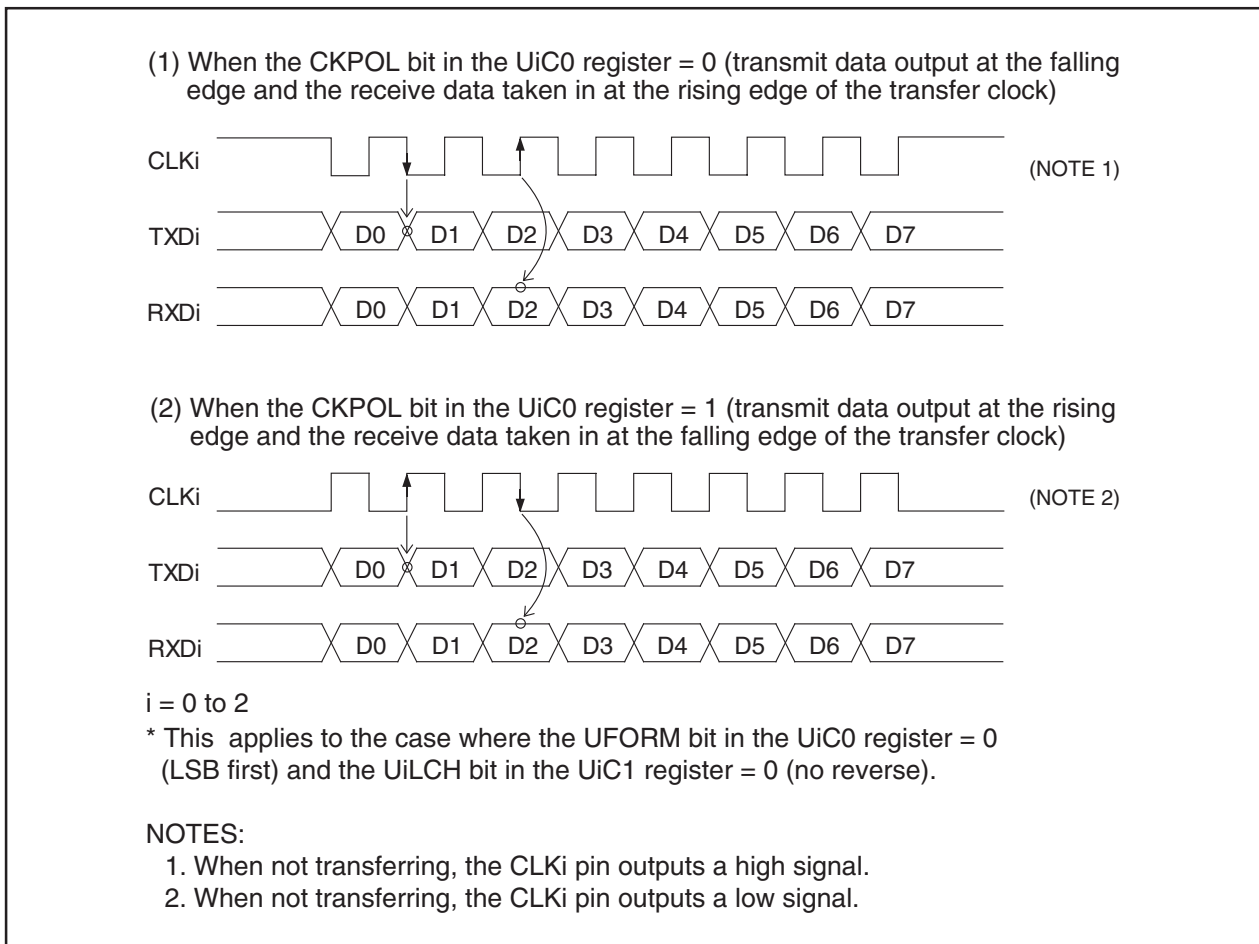 (1) When the CKPOL bit in the UiC0 register = 0 (transmit data output at the falling
edge and the receive data taken in at the rising edge of the transfer clock)
CLKi
(NOTE 1)
TXDi D0 D1 D2 D3 D4 D5 D6 D7
RXDi D0 D1 D2 D3 D4 D5 D6 D7
(2) When the CKPOL bit in the UiC0 register = 1 (transmit data output at the rising
edge and the receive data taken in at the falling edge of the transfer clock)
CLKi
(NOTE 2)
TXDi D0 D1 D2 D3 D4 D5 D6 D7
RXDi D0 D1 D2 D3 D4 D5 D6 D7
i = 0 to 2
* This applies to the case where the UFORM bit in the UiC0 register = 0
(LSB first) and the UiLCH bit in the UiC1 register = 0 (no reverse).
NOTES:
1. When not transferring, the CLKi pin outputs a high signal.
2. When not transferring, the CLKi pin outputs a low signal.